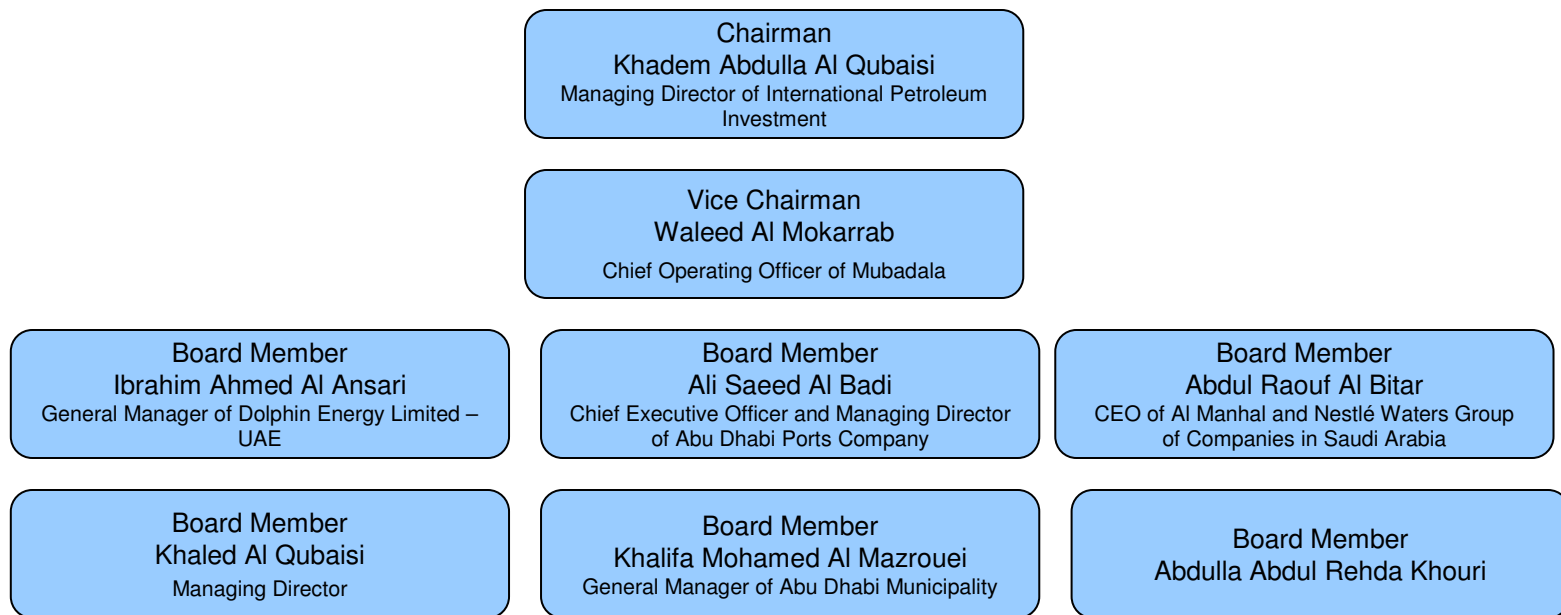 Chairman
Khadem Abdulla Al Qubaisi
Managing Director of International Petroleum
Investment
Vice Chairman
Waleed Al Mokarrab
Chief Operating Officer of Mubadala
Board Member
Ibrahim Ahmed Al Ansari
General Manager of Dolphin Energy Limited –
UAE
Board Member
Ali Saeed Al Badi
Chief Executive Officer and Managing Director
of Abu Dhabi Ports Company
Board Member
Abdul Raouf Al Bitar
CEO of Al Manhal and Nestlé Waters Group
of Companies in Saudi Arabia
Board Member
Khaled Al Qubaisi
Managing Director
Board Member
Khalifa Mohamed Al Mazrouei
General Manager of Abu Dhabi Municipality
Board Member
Abdulla Abdul Rehda Khouri